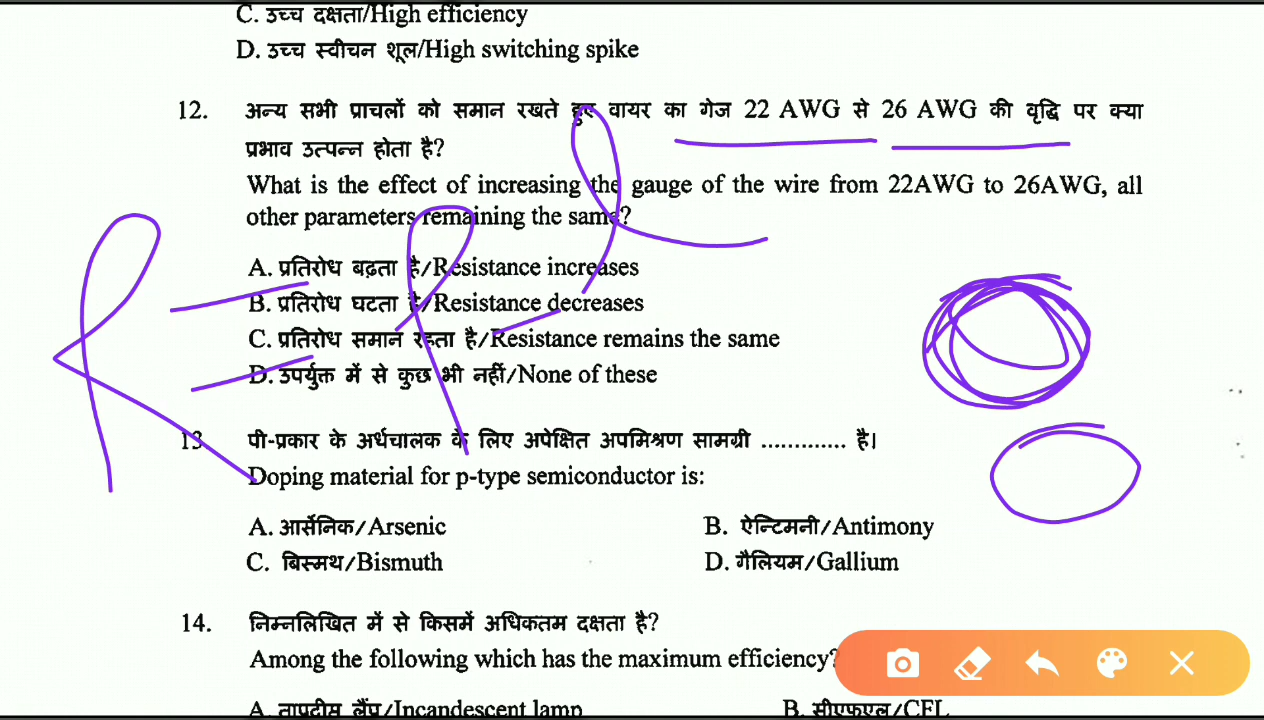 C. उच्च दक्षता/High efficiency
D. उच्च स्वीचन शूल/High switching spike
12. अन्य सभी प्राचलों को समान रखते हुए वायर का गेज 22 AWG से 26 AWG की वृद्धि पर क्या
प्रभाव उत्पन्न होता है?
What is the effect of increasing the gauge of the wire from 22AWG to 26AWG, all
other parameters remaining the same?
A. प्रतिरोध बढ़ता है/Resistance increases
B. प्रतिरोध घटता है/Resistance decreases
C. प्रतिरोध समान रहता है/Resistance remains the same
D. उपर्युक्त में से कुछ भी नहीं/None of these
13 पी-प्रकार के अर्धचालक के लिए अपेक्षित अपमिश्रण सामग्री ............. है।
Doping material for p-type semiconductor is:
A. आर्सेनिक/Arsenic B. ऐन्टिमनी/Antimony
C. बिस्मथ/Bismuth D. गैलियम/Gallium
14. निम्नलिखित में से किसमें अधिकतम दक्षता है?
Among the following which has the maximum efficiency?
A. तापदीप्त लैंप/Incandescent lamp B. सीएफएल/CFL